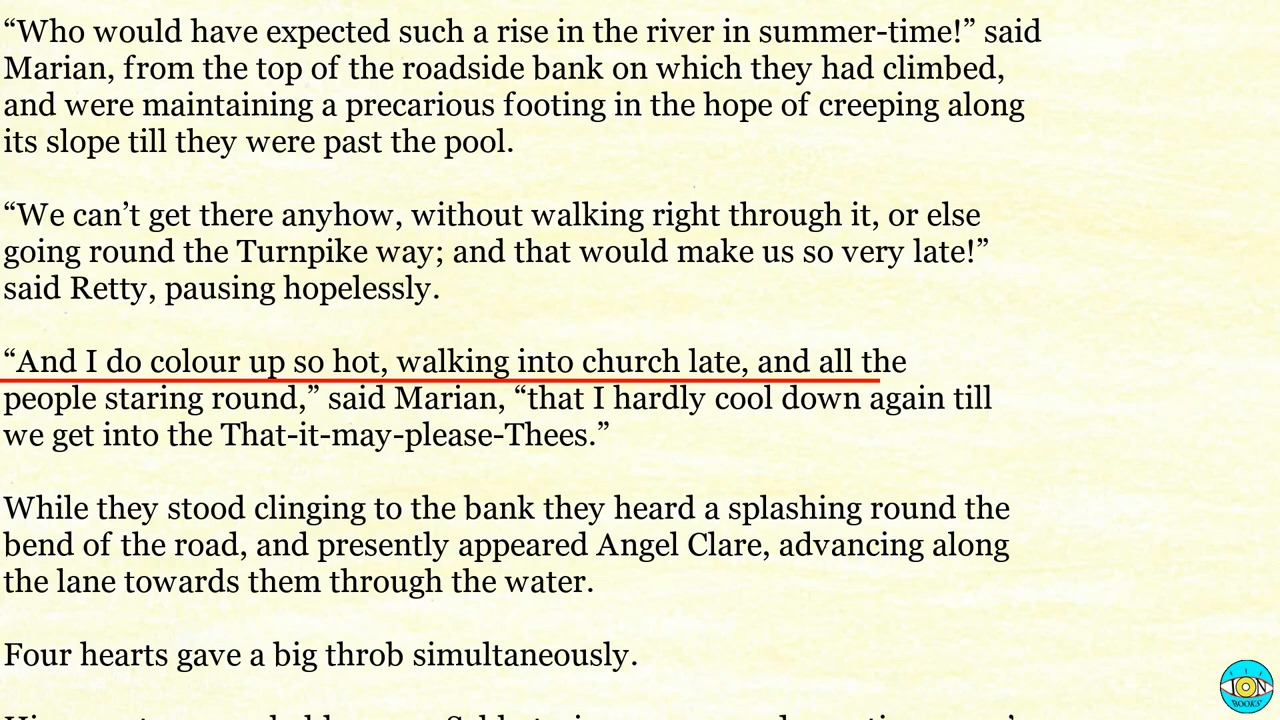 “Who would have expected such a rise in the river in summer-time!” said
Marian, from the top of the roadside bank on which they had climbed,
and were maintaining a precarious footing in the hope of creeping along
its slope till they were past the pool.
“We can’t get there anyhow, without walking right through it, or else
going round the Turnpike way; and that would make us so very late!”
said Retty, pausing hopelessly.
“And I do colour up so hot, walking into church late, and all the
people staring round,” said Marian, “that I hardly cool down again till
we get into the That-it-may-please-Thees.”
While they stood clinging to the bank they heard a splashing round the
bend of the road, and presently appeared Angel Clare, advancing along
the lane towards them through the water.
Four hearts gave a big throb simultaneously.
ION
BOOKS